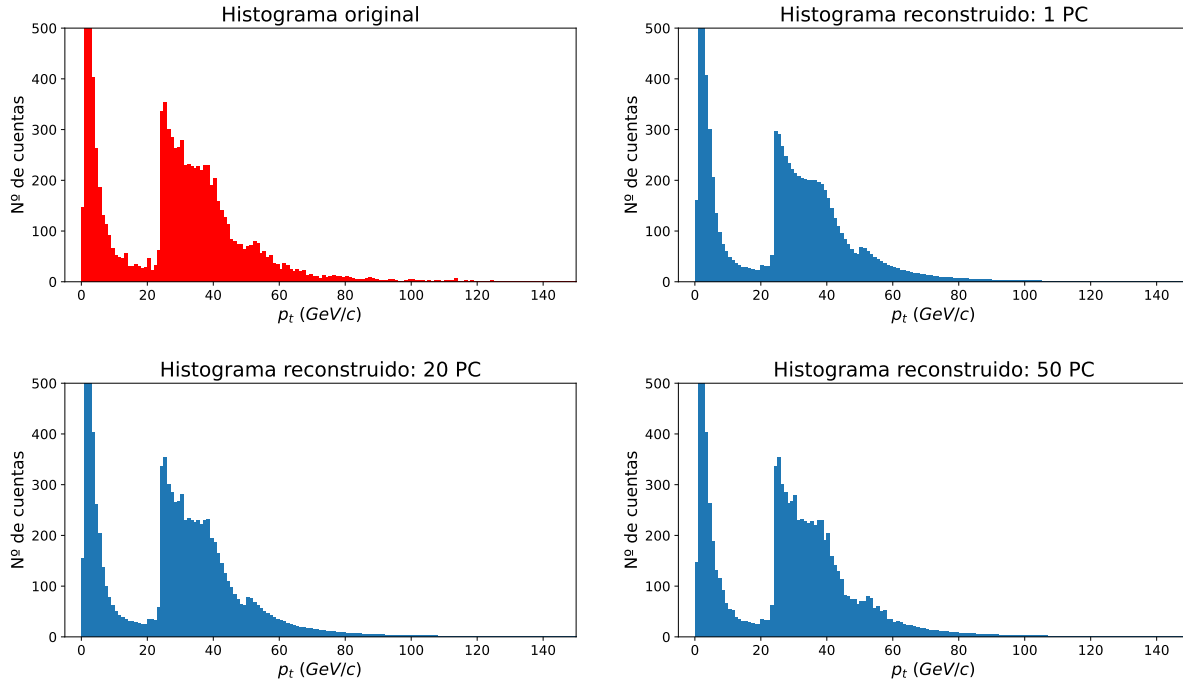 Histograma original
Nº de cuentas
500
400
300
200
100
0
0 20 40 60 80 100 120 140
p_t (GeV/c)
Histograma reconstruido: 1 PC
Nº de cuentas
500
400
300
200
100
0
0 20 40 60 80 100 120 140
p_t (GeV/c)
Histograma reconstruido: 20 PC
Nº de cuentas
500
400
300
200
100
0
0 20 40 60 80 100 120 140
p_t (GeV/c)
Histograma reconstruido: 50 PC
Nº de cuentas
500
400
300
200
100
0
0 20 40 60 80 100 120 140
p_t (GeV/c)